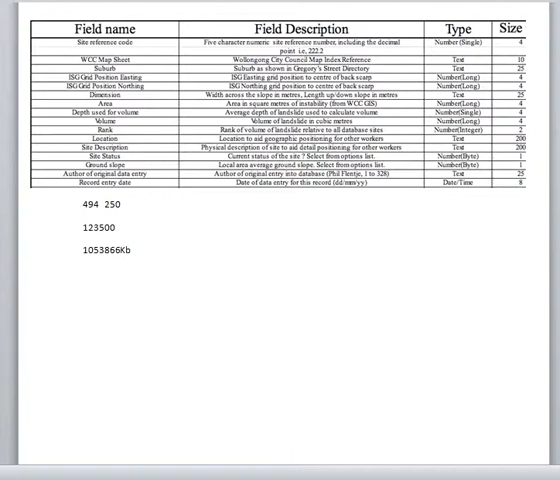 Field name Field Description Type Size
Site reference code Five character numeric site reference number, including the decimal Number (Single) 4
point i.e, 222.2
WCC Map Sheet Wollongong City Council Map Index Reference Text 10
Suburb Suburb as shown in Gregory's Street Directory Text 25
ISG Grid Position Easting ISG Easting grid position to centre of back scarp Number(Long) 4
ISG Grid Position Northing ISG Northing grid position to centre of back scarp Number(Long) 4
Dimension Width across the slope in metres, Length up/down slope in metres Text 25
Area Area in square metres of instability (from WCC GIS) Number(Long) 4
Depth used for volume Average depth of landslide used to calculate volume Number(Single) 4
Volume Volume of landslide in cubic metres Number(Long) 4
Rank Rank of volume of landslide relative to all database sites Number(Integer) 2
Location Location to aid geographic positioning for other workers Text 200
Site Description Physical description of site to aid detail positioning for other workers Text 200
Site Status Current status of the site ? Select from options list. Number(Byte) 1
Ground slope Local area average ground slope. Select from options list. Number(Byte) 1
Author of original data entry Author of original entry into database (Phil Flentje, 1 to 328) Text 25
Record entry date Date of data entry for this record (dd/mm/yy) Date/Time 8
494 250
123500
1053866Kb